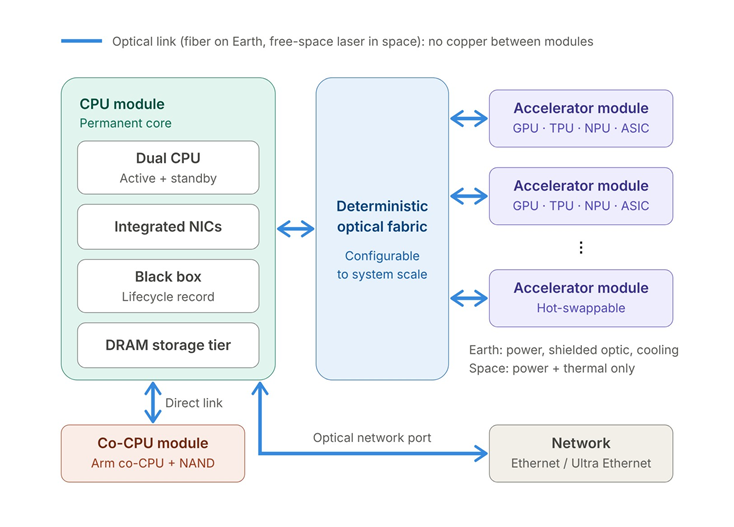 Optical link (fiber on Earth, free-space laser in space): no copper between modules
CPU module
Permanent core
Dual CPU
Active + standby
Integrated NICs
Black box
Lifecycle record
DRAM storage tier
Deterministic
optical fabric
Configurable
to system scale
Accelerator module
GPU · TPU · NPU · ASIC
Accelerator module
GPU · TPU · NPU · ASIC
⋮
Accelerator module
Hot-swappable
Earth: power, shielded optic, cooling
Space: power + thermal only
Direct link
Co-CPU module
Arm co-CPU + NAND
Optical network port
Network
Ethernet / Ultra Ethernet